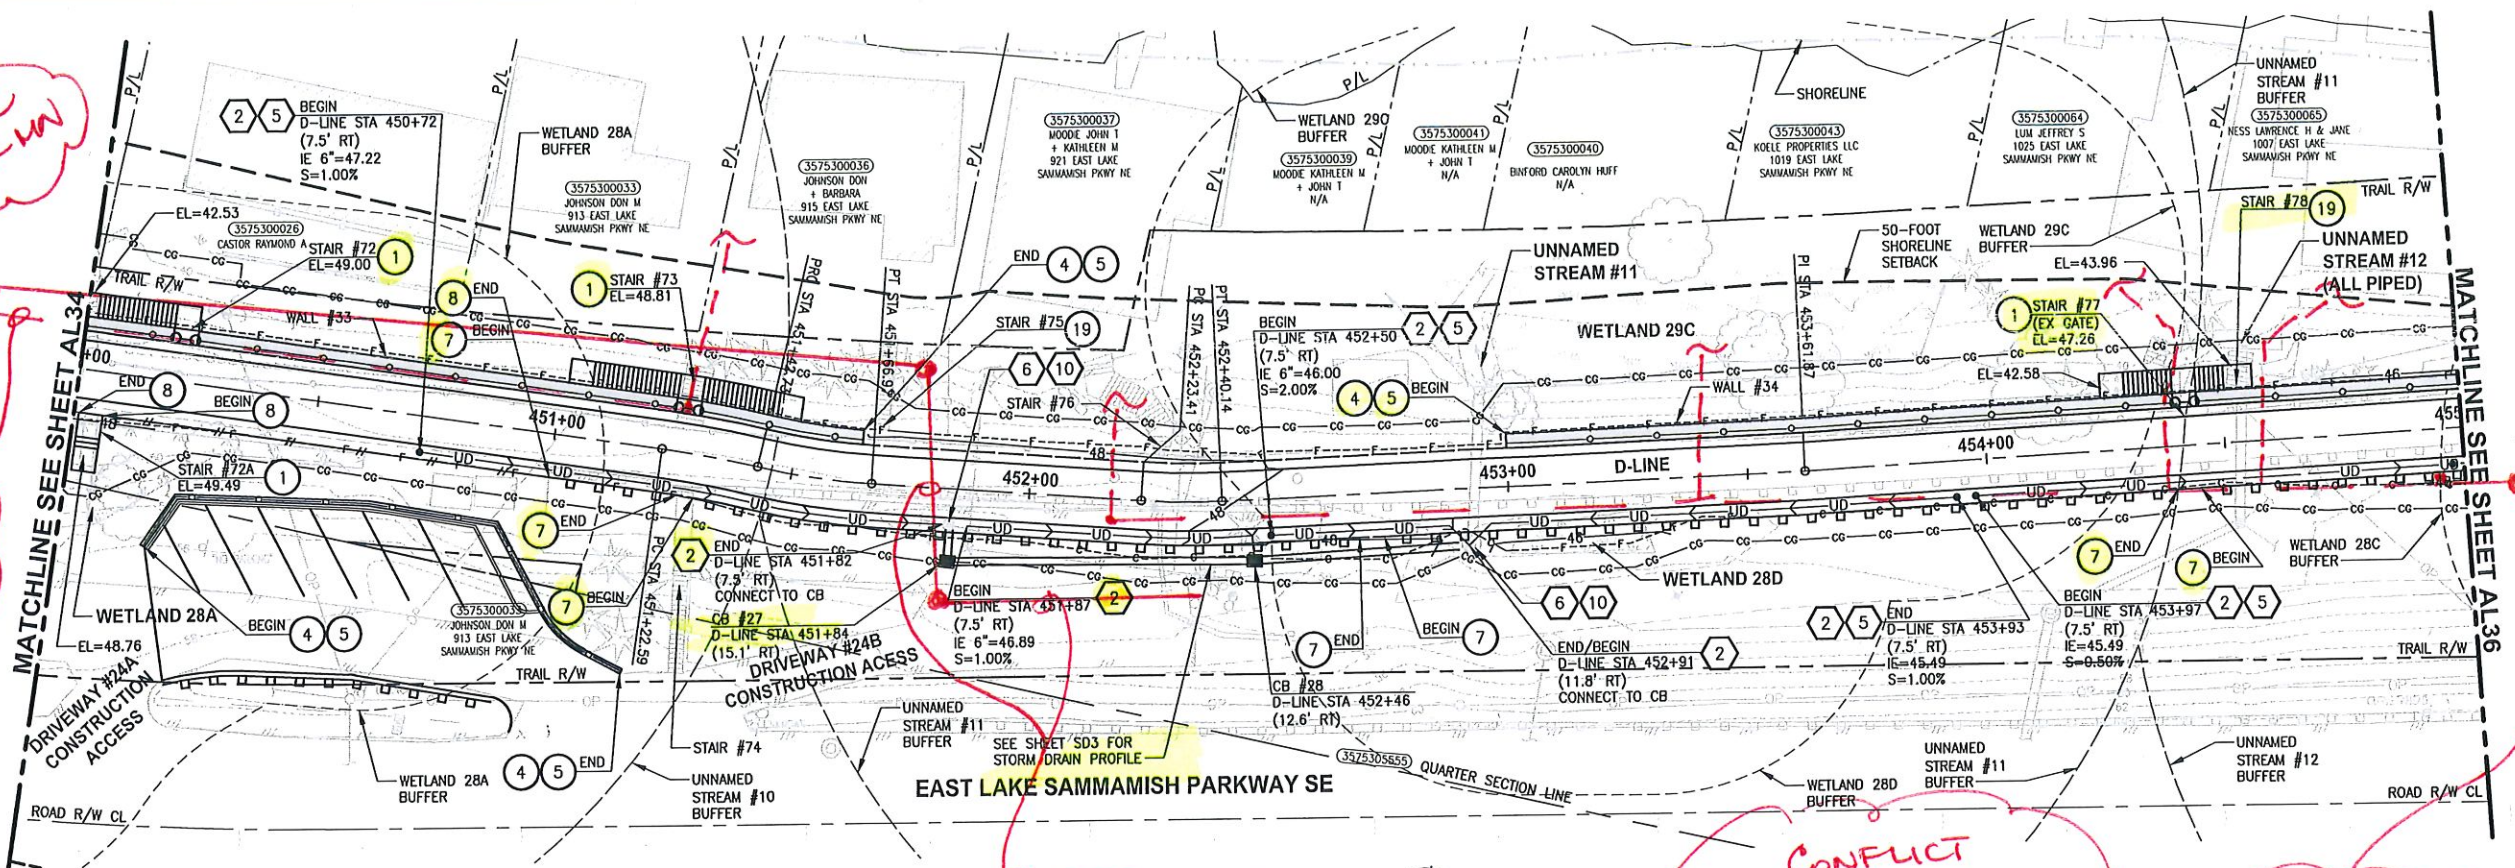 P/L
P/L
P/L
P/L
P/L
P/L
P/L
P/L
P/L
P/L
P/L
2 5 BEGIN
D-LINE STA 450+72
(7.5' RT)
IE 6"=47.22
S=1.00%
WETLAND 28A
BUFFER
3575300033
JOHNSON DON M
913 EAST LAKE
SAMMAMISH PKWY NE
3575300036
JOHNSON DON
+ BARBARA
915 EAST LAKE
SAMMAMISH PKWY NE
3575300037
MOODIE JOHN T
+ KATHLEEN M
921 EAST LAKE
SAMMAMISH PKWY NE
WETLAND 29C
BUFFER
3575300039
MOODIE KATHLEEN M
+ JOHN T
N/A
3575300041
MOODIE KATHLEEN M
+ JOHN T
N/A
3575300040
BINFORD CAROLYN HUFF
N/A
SHORELINE
3575300043
KOELE PROPERTIES LLC
1019 EAST LAKE
SAMMAMISH PKWY NE
3575300064
LUM JEFFREY S
1025 EAST LAKE
SAMMAMISH PKWY NE
UNNAMED
STREAM #11
BUFFER
3575300065
NESS LAWRENCE H & JANE
1007 EAST LAKE
SAMMAMISH PKWY NE
TRAIL R/W
STAIR #78 19
EL=42.53
3575300026
CASTOR RAYMOND A
STAIR #72 1
EL=49.00
TRAIL R/W
WALL #33
8 END
7 BEGIN
1 STAIR #73
EL=48.81
PRC STA 451+42.73
PT STA 451+66.92
END 4 5
STAIR #75 19
6 10
STAIR #76
PC STA 452+23.41
PT STA 452+40.14
BEGIN
D-LINE STA 452+50 2 5
(7.5' RT)
IE 6"=46.00
S=2.00%
4 5 BEGIN
UNNAMED
STREAM #11
WETLAND 29C
WALL #34
PI STA 453+61.87
50-FOOT
SHORELINE
SETBACK
WETLAND 29C
BUFFER
EL=43.96
UNNAMED
STREAM #12
(ALL PIPED)
1 STAIR #77
(EX GATE)
EL=47.26
EL=42.58
MATCHLINE SEE SHEET AL34
MATCHLINE SEE SHEET AL36
+00
END 8
BEGIN 8
451+00
452+00
453+00
D-LINE
454+00
455
STAIR #72A 1
EL=49.49
7 END
7 BEGIN
PC STA 451+22.59
2 END
D-LINE STA 451+82
(7.5' RT)
CONNECT TO CB
CB #27
D-LINE STA 451+84
(15.1' RT)
DRIVEWAY #24B
CONSTRUCTION ACESS
BEGIN
D-LINE STA 451+87 2
(7.5' RT)
IE 6"=46.89
S=1.00%
7 END
BEGIN 7
WETLAND 28D
6 10
END/BEGIN
D-LINE STA 452+91 2
(11.8' RT)
CONNECT TO CB
CB #28
D-LINE STA 452+46
(12.6' RT)
2 5 END
D-LINE STA 453+93
(7.5' RT)
IE=45.49
S=1.00%
7 END
7 BEGIN
BEGIN
D-LINE STA 453+97 2 5
(7.5' RT)
IE=45.49
S=0.50%
WETLAND 28C
BUFFER
TRAIL R/W
WETLAND 28A
EL=48.76
BEGIN 4 5
JOHNSON DON M
913 EAST LAKE
SAMMAMISH PKWY NE
TRAIL R/W
DRIVEWAY #24A
CONSTRUCTION
ACCESS
WETLAND 28A
BUFFER
4 5 END
STAIR #74
UNNAMED
STREAM #10
BUFFER
UNNAMED
STREAM #11
BUFFER
SEE SHEET SD3 FOR
STORM DRAIN PROFILE
EAST LAKE SAMMAMISH PARKWAY SE
3575305655
QUARTER SECTION LINE
WETLAND 28D
BUFFER
UNNAMED
STREAM #11
BUFFER
UNNAMED
STREAM #12
BUFFER
ROAD R/W CL
ROAD R/W CL
CONFLICT